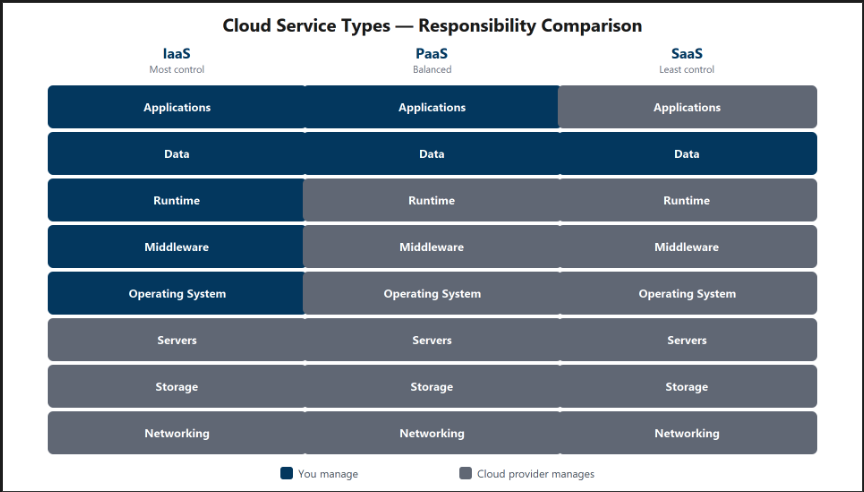 Cloud Service Types — Responsibility Comparison
IaaS PaaS SaaS
Most control Balanced Least control
Applications Applications Applications
Data Data Data
Runtime Runtime Runtime
Middleware Middleware Middleware
Operating System Operating System Operating System
Servers Servers Servers
Storage Storage Storage
Networking Networking Networking
You manage Cloud provider manages